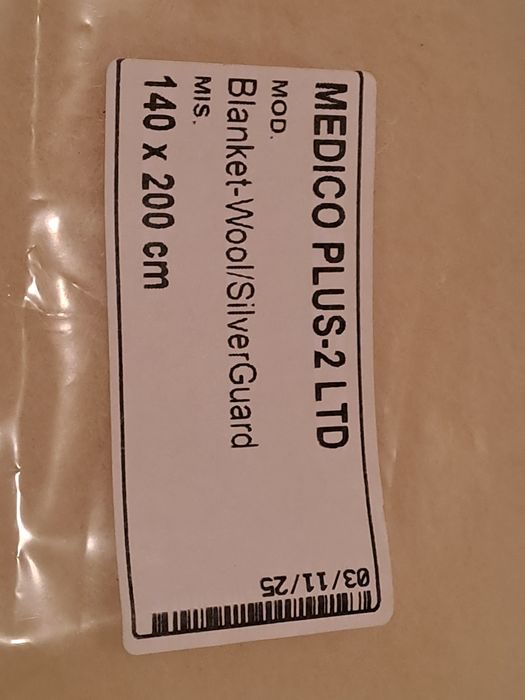 MEDICO PLUS-2 LTD
MOD.
Blanket-Wool/SilverGuard
MIS.
140 x 200 cm
03/11/25